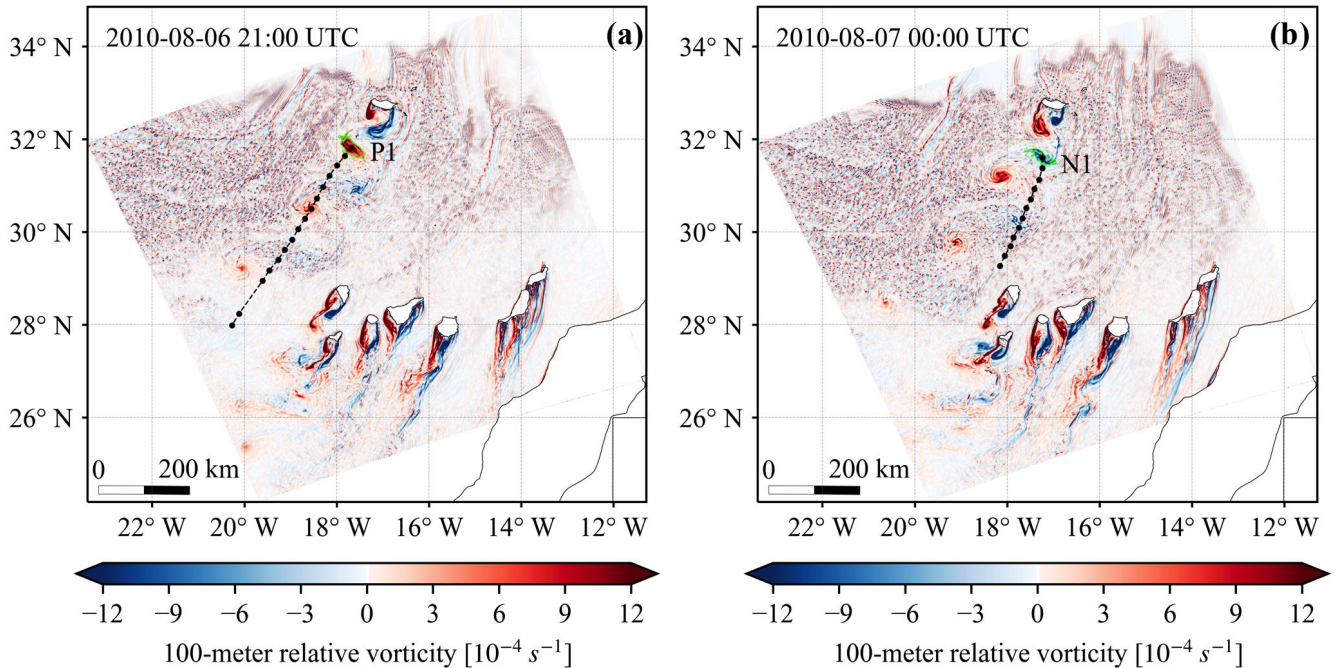 2010-08-06 21:00 UTC
(a)
34° N
32° N
30° N
28° N
26° N
P1
0 200 km
22° W 20° W 18° W 16° W 14° W 12° W
−12 −9 −6 −3 0 3 6 9 12
100-meter relative vorticity [10⁻⁴ s⁻¹]
2010-08-07 00:00 UTC
(b)
34° N
32° N
30° N
28° N
26° N
N1
0 200 km
22° W 20° W 18° W 16° W 14° W 12° W
−12 −9 −6 −3 0 3 6 9 12
100-meter relative vorticity [10⁻⁴ s⁻¹]